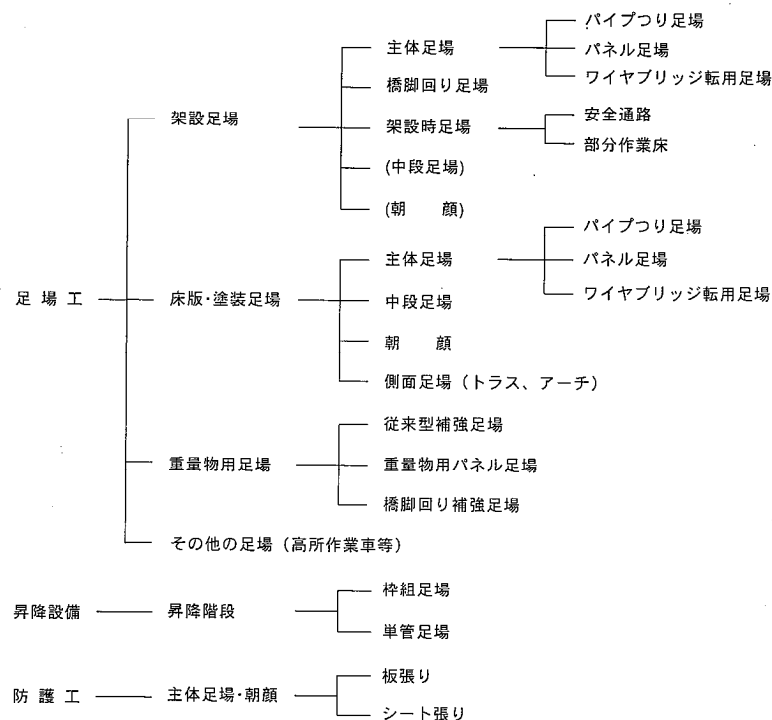 足場工
架設足場
主体足場
パイプつり足場
パネル足場
ワイヤブリッジ転用足場
橋脚回り足場
架設時足場
安全通路
部分作業床
(中段足場)
(朝　　顔)
床版・塗装足場
主体足場
パイプつり足場
パネル足場
ワイヤブリッジ転用足場
中段足場
朝　　顔
側面足場（トラス、アーチ）
重量物用足場
従来型補強足場
重量物用パネル足場
橋脚回り補強足場
その他の足場（高所作業車等）
昇降設備
昇降階段
枠組足場
単管足場
防護工
主体足場・朝顔
板張り
シート張り